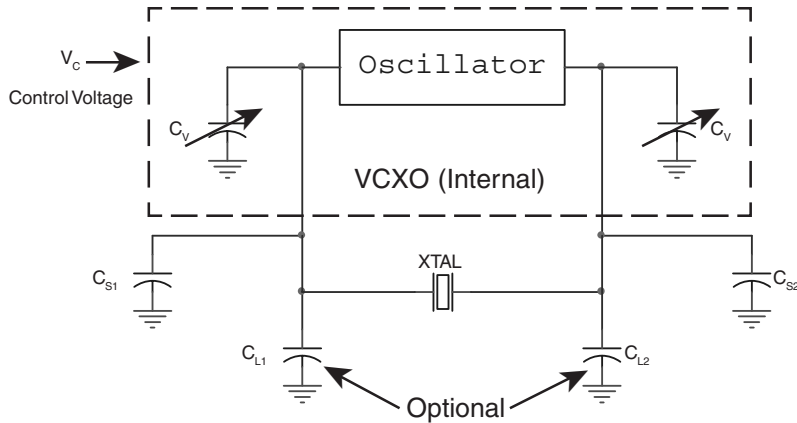 V_C
Control Voltage
Oscillator
C_V
C_V
VCXO (Internal)
C_S1
XTAL
C_S2
C_L1
C_L2
Optional